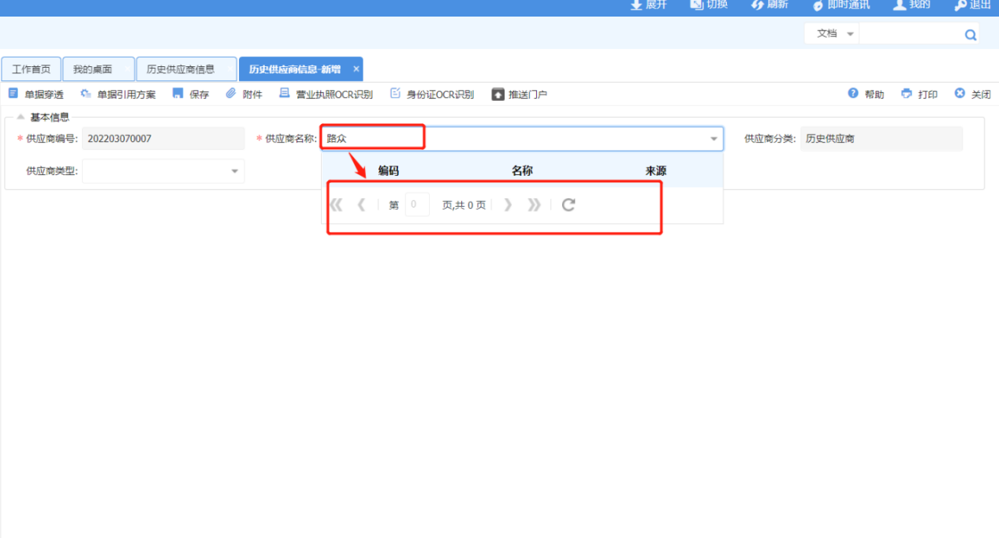 展开 切换 刷新 即时通讯 我的 退出
文档
工作首页 我的桌面 历史供应商信息 历史供应商信息-新增 ×
单据穿透 单据引用方案 保存 附件 营业执照OCR识别 身份证OCR识别 推送门户 帮助 打印 关闭
基本信息
* 供应商编号: 202203070007 * 供应商名称: 路众 供应商分类: 历史供应商
供应商类型:
编码 名称 来源
第 0 页,共 0 页